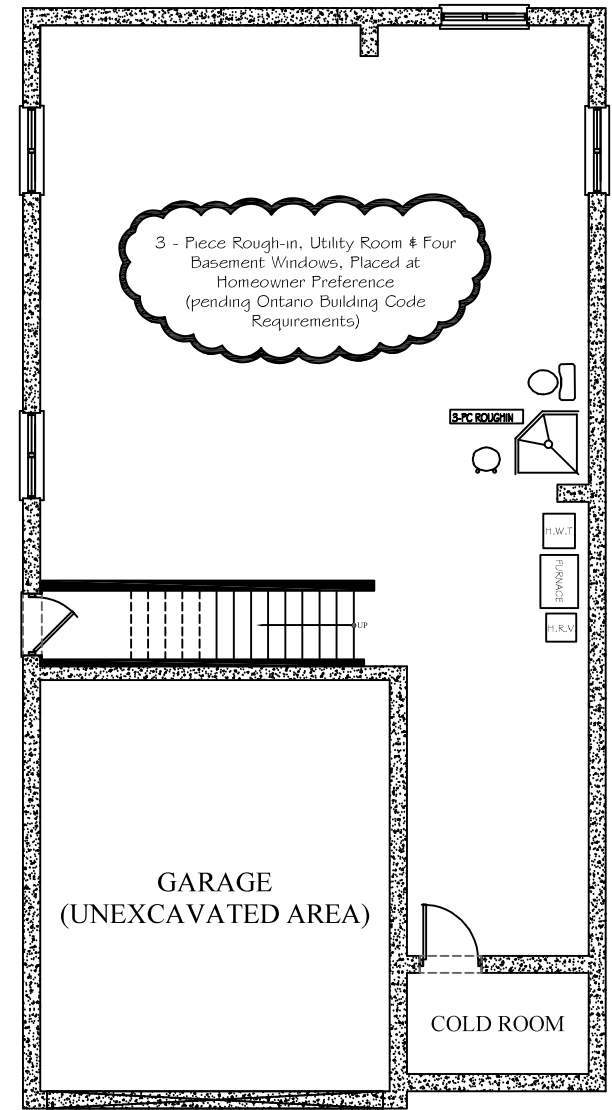 3 - Piece Rough-in, Utility Room & Four
Basement Windows, Placed at
Homeowner Preference
(pending Ontario Building Code
Requirements)
3-PC ROUGHIN
H.W.T.
FURNACE
H.R.V
UP
GARAGE
(UNEXCAVATED AREA)
COLD ROOM